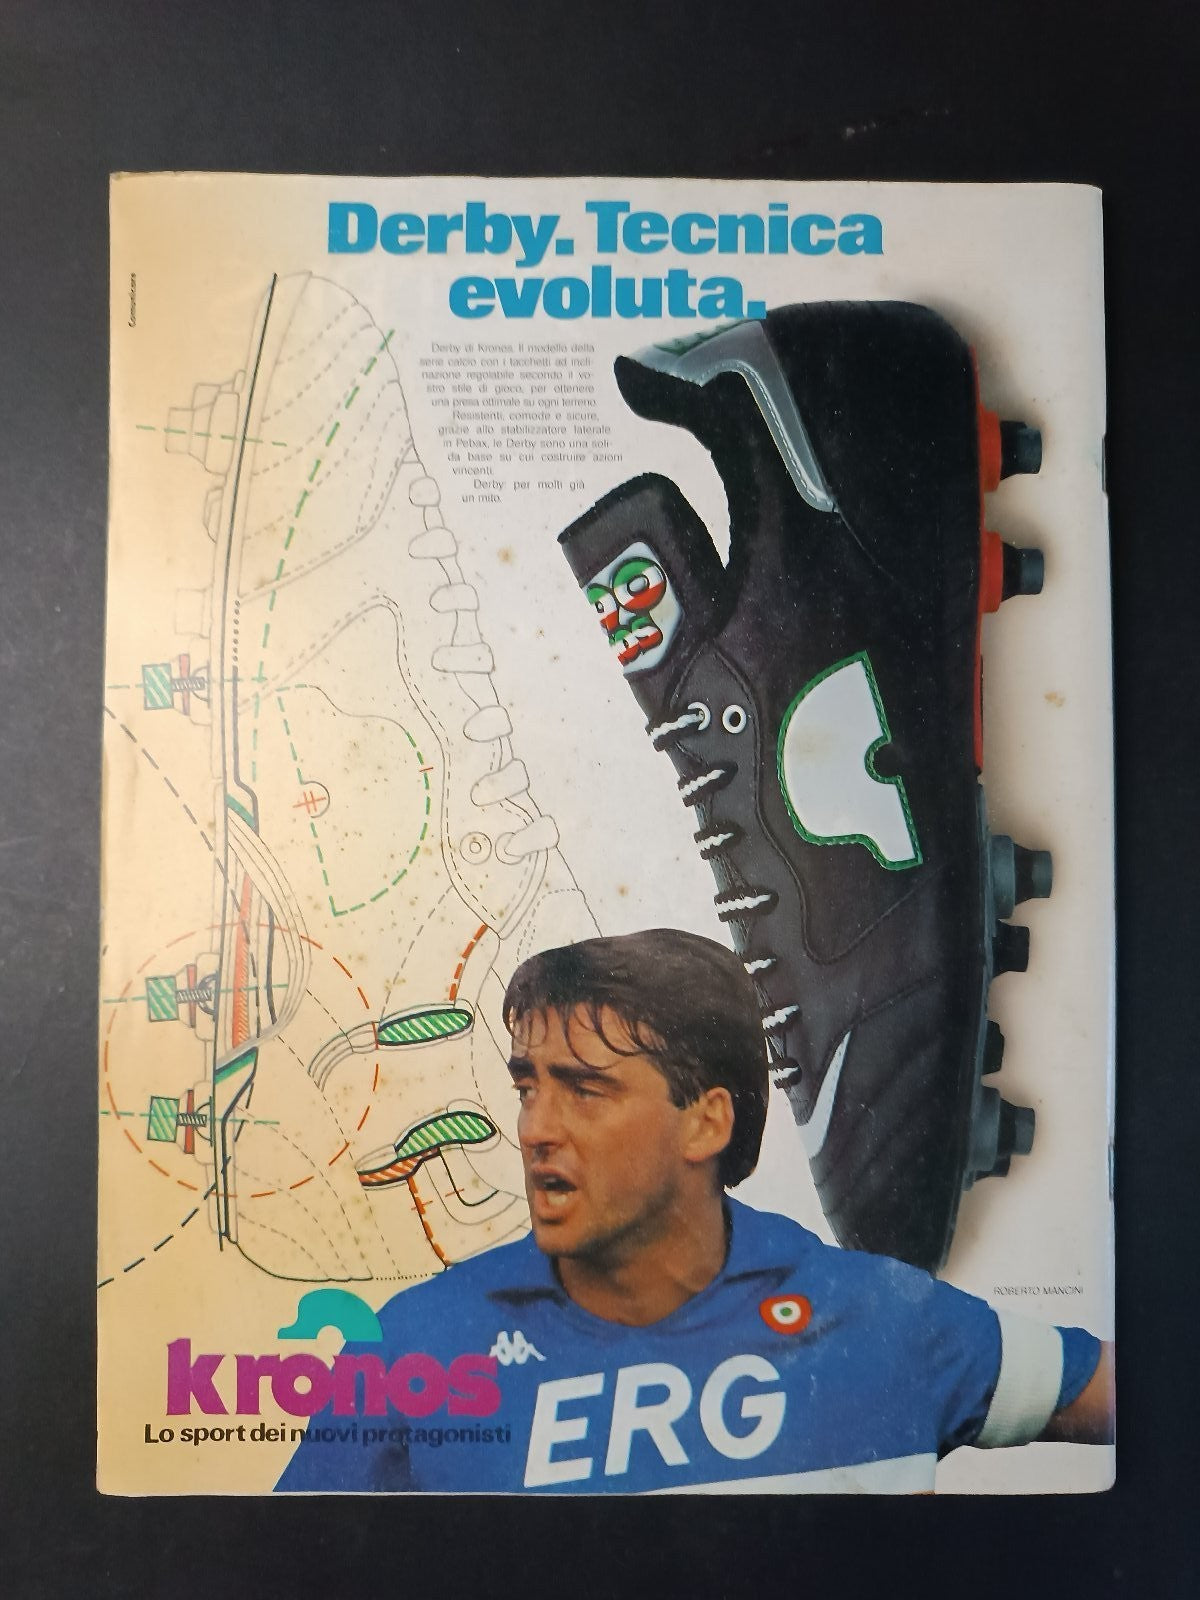 Derby. Tecnica
evoluta.
Comunicare
Derby di Kronos. Il modello della
serie calcio con i tacchetti ad incli-
nazione regolabile secondo il vo-
stro stile di gioco, per ottenere
una presa ottimale su ogni terreno.
Resistenti, comode e sicure,
grazie allo stabilizzatore laterale
in Pebax, le Derby sono una soli-
da base su cui costruire azioni
vincenti.
Derby: per molti già
un mito.
ROBERTO MANCINI
kronos
Lo sport dei nuovi protagonisti
ERG